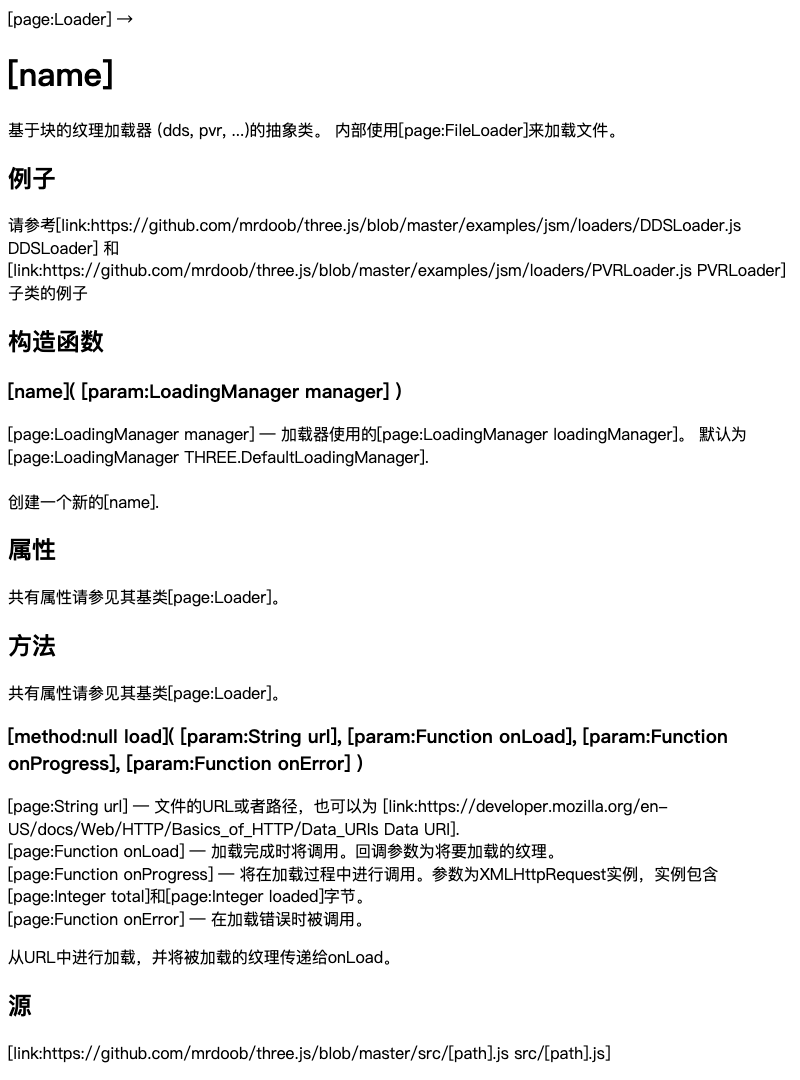 [page:Loader] →
[name]
基于块的纹理加载器 (dds, pvr, ...)的抽象类。 内部使用[page:FileLoader]来加载文件。
例子
请参考[link:https://github.com/mrdoob/three.js/blob/master/examples/jsm/loaders/DDSLoader.js
DDSLoader] 和
[link:https://github.com/mrdoob/three.js/blob/master/examples/jsm/loaders/PVRLoader.js PVRLoader]
子类的例子
构造函数
[name]( [param:LoadingManager manager] )
[page:LoadingManager manager] — 加载器使用的[page:LoadingManager loadingManager]。 默认为
[page:LoadingManager THREE.DefaultLoadingManager].
创建一个新的[name].
属性
共有属性请参见其基类[page:Loader]。
方法
共有属性请参见其基类[page:Loader]。
[method:null load]( [param:String url], [param:Function onLoad], [param:Function
onProgress], [param:Function onError] )
[page:String url] — 文件的URL或者路径，也可以为 [link:https://developer.mozilla.org/en-
US/docs/Web/HTTP/Basics_of_HTTP/Data_URIs Data URI].
[page:Function onLoad] — 加载完成时将调用。回调参数为将要加载的纹理。
[page:Function onProgress] — 将在加载过程中进行调用。参数为XMLHttpRequest实例，实例包含
[page:Integer total]和[page:Integer loaded]字节。
[page:Function onError] — 在加载错误时被调用。
从URL中进行加载，并将被加载的纹理传递给onLoad。
源
[link:https://github.com/mrdoob/three.js/blob/master/src/[path].js src/[path].js]